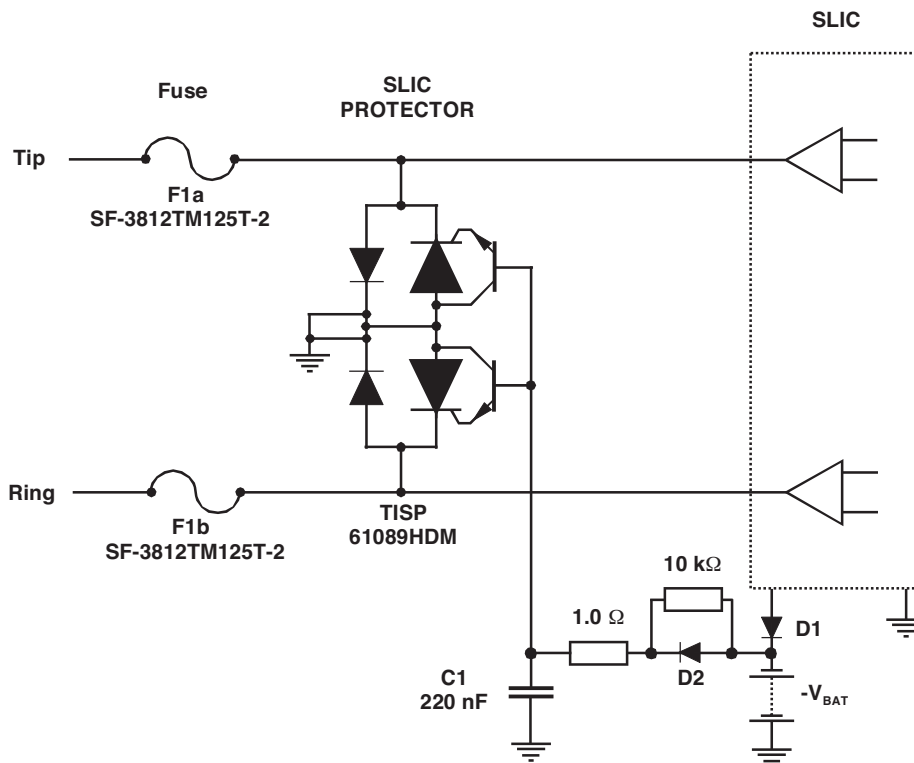 SLIC
Fuse
SLIC
PROTECTOR
Tip
F1a
SF-3812TM125T-2
Ring
F1b
SF-3812TM125T-2
TISP
61089HDM
10 kΩ
1.0 Ω
D1
D2
C1
220 nF
-VBAT